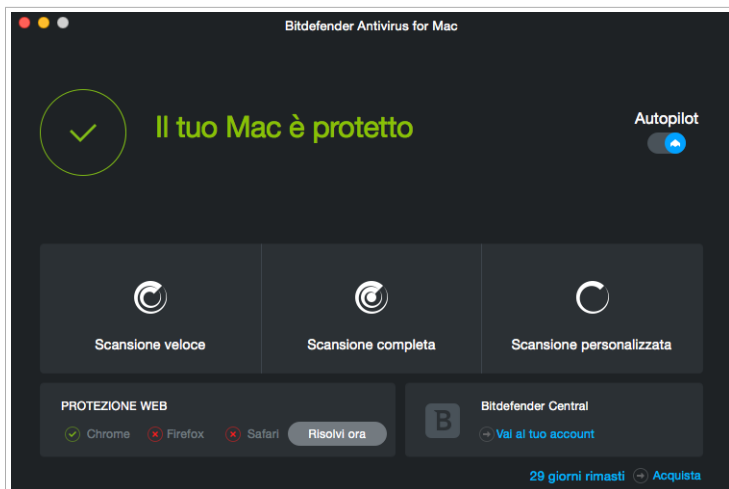 Bitdefender Antivirus for Mac
Il tuo Mac è protetto
Autopilot
Scansione veloce
Scansione completa
Scansione personalizzata
PROTEZIONE WEB
Chrome
Firefox
Safari
Risolvi ora
B
Bitdefender Central
Vai al tuo account
29 giorni rimasti
Acquista